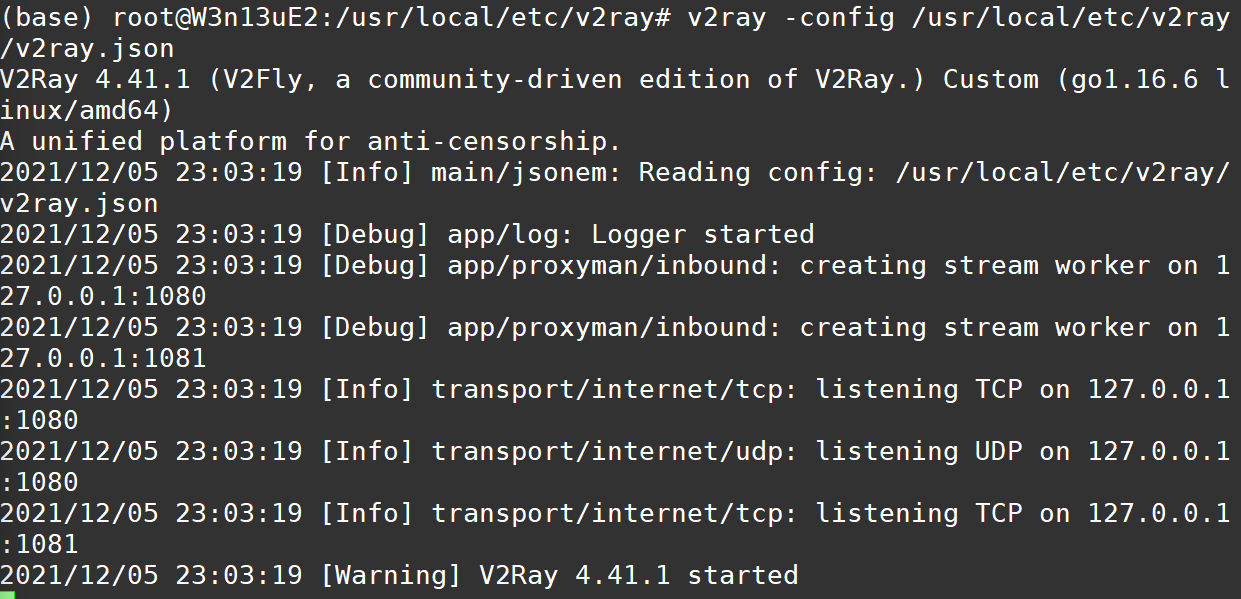 (base) root@W3n13uE2:/usr/local/etc/v2ray# v2ray -config /usr/local/etc/v2ray
/v2ray.json
V2Ray 4.41.1 (V2Fly, a community-driven edition of V2Ray.) Custom (go1.16.6 l
inux/amd64)
A unified platform for anti-censorship.
2021/12/05 23:03:19 [Info] main/jsonem: Reading config: /usr/local/etc/v2ray/
v2ray.json
2021/12/05 23:03:19 [Debug] app/log: Logger started
2021/12/05 23:03:19 [Debug] app/proxyman/inbound: creating stream worker on 1
27.0.0.1:1080
2021/12/05 23:03:19 [Debug] app/proxyman/inbound: creating stream worker on 1
27.0.0.1:1081
2021/12/05 23:03:19 [Info] transport/internet/tcp: listening TCP on 127.0.0.1
:1080
2021/12/05 23:03:19 [Info] transport/internet/udp: listening UDP on 127.0.0.1
:1080
2021/12/05 23:03:19 [Info] transport/internet/tcp: listening TCP on 127.0.0.1
:1081
2021/12/05 23:03:19 [Warning] V2Ray 4.41.1 started